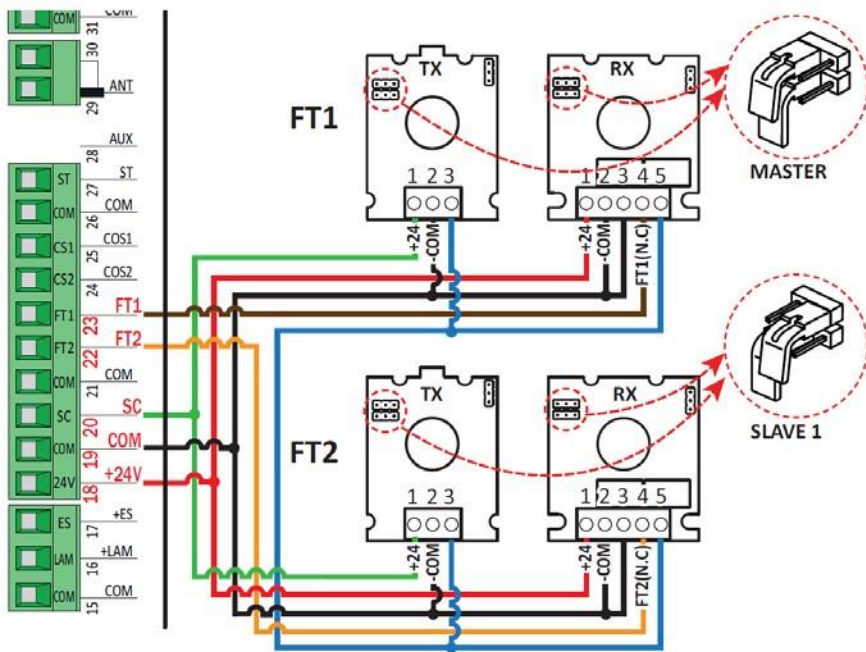 COM
COM
31
30
29
ANT
28
AUX
ST
27
ST
COM
26
COM
CS1
25
COS1
CS2
24
COS2
FT1
23
FT1
FT2
22
FT2
COM
21
COM
SC
20
SC
COM
19
COM
24V
18
+24V
ES
17
+ES
LAM
16
+LAM
COM
15
COM
FT1
TX
1 2 3
+24
-COM
RX
1 2 3 4 5
+24
-COM
FT1(N.C)
MASTER
FT2
TX
1 2 3
+24
-COM
RX
1 2 3 4 5
+24
-COM
FT2(N.C)
SLAVE 1